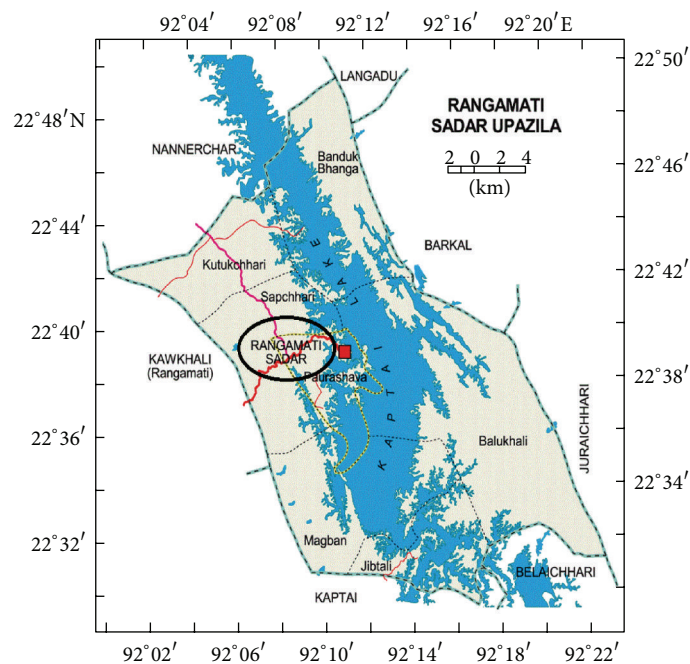 92°04′ 92°08′ 92°12′ 92°16′ 92°20′E
22°50′
LANGADU
RANGAMATI
SADAR UPAZILA
22°48′N
NANNERCHAR
Banduk
Bhanga
2 0 2 4
(km)
22°46′
22°44′
BARKAL
LAKE
Kutukchhari
22°42′
Sapchhari
22°40′
RANGAMATI
SADAR
KAWKHALI
(Rangamati)
Paurashava
KAPTAI
22°38′
JURAICHHARI
22°36′
Balukhali
22°34′
22°32′
Magban
Jibtali
BELAICHHARI
KAPTAI
92°02′ 92°06′ 92°10′ 92°14′ 92°18′ 92°22′